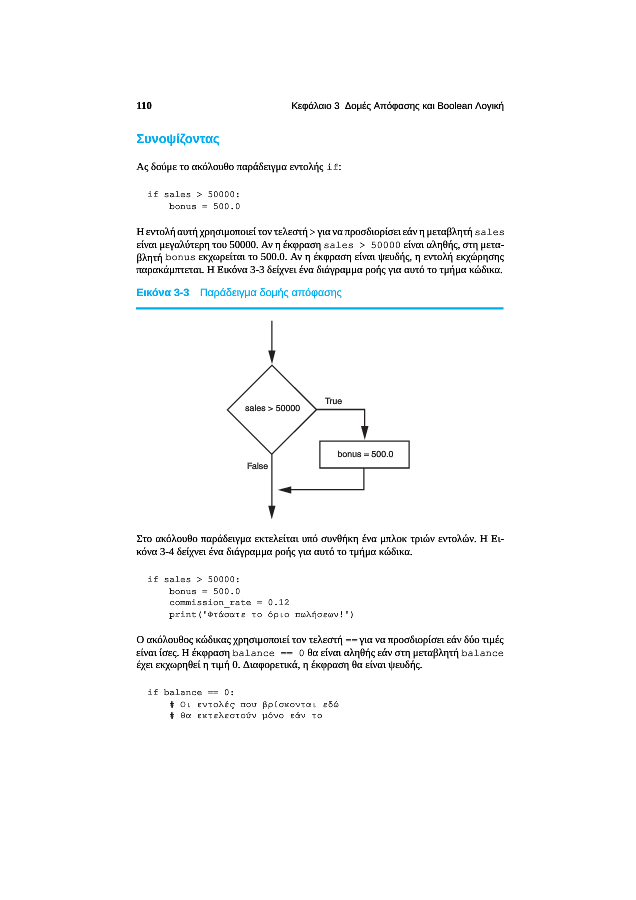 110 Κεφάλαιο 3 Δομές Απόφασης και Boolean Λογική
Συνοψίζοντας
Ας δούμε το ακόλουθο παράδειγμα εντολής if:
if sales > 50000:
    bonus = 500.0
Η εντολή αυτή χρησιμοποιεί τον τελεστή > για να προσδιορίσει εάν η μεταβλητή sales
είναι μεγαλύτερη του 50000. Αν η έκφραση sales > 50000 είναι αληθής, στη μετα-
βλητή bonus εκχωρείται το 500.0. Αν η έκφραση είναι ψευδής, η εντολή εκχώρησης
παρακάμπτεται. Η Εικόνα 3-3 δείχνει ένα διάγραμμα ροής για αυτό το τμήμα κώδικα.
Εικόνα 3-3 Παράδειγμα δομής απόφασης
True
sales > 50000
bonus = 500.0
False
Στο ακόλουθο παράδειγμα εκτελείται υπό συνθήκη ένα μπλοκ τριών εντολών. Η Ει-
κόνα 3-4 δείχνει ένα διάγραμμα ροής για αυτό το τμήμα κώδικα.
if sales > 50000:
    bonus = 500.0
    commission_rate = 0.12
    print('Φτάσατε το όριο πωλήσεων!')
Ο ακόλουθος κώδικας χρησιμοποιεί τον τελεστή == για να προσδιορίσει εάν δύο τιμές
είναι ίσες. Η έκφραση balance == 0 θα είναι αληθής εάν στη μεταβλητή balance
έχει εκχωρηθεί η τιμή 0. Διαφορετικά, η έκφραση θα είναι ψευδής.
if balance == 0:
    # Οι εντολές που βρίσκονται εδώ
    # θα εκτελεστούν μόνο εάν το